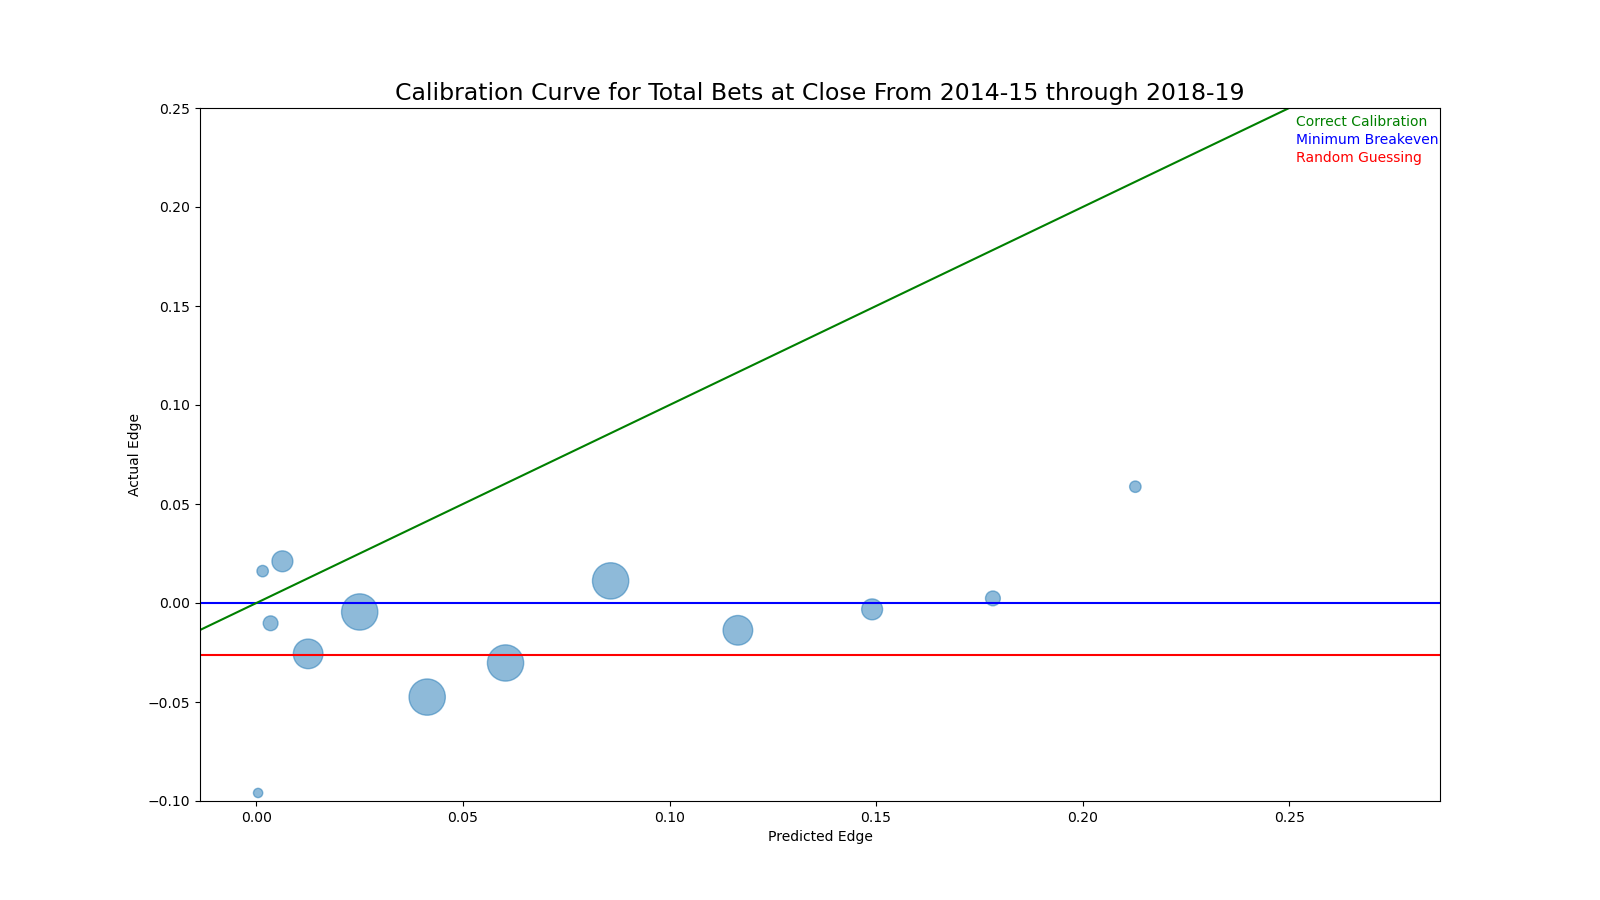 Calibration Curve for Total Bets at Close From 2014-15 through 2018-19
Correct Calibration
Minimum Breakeven
Random Guessing
0.25
0.20
0.15
0.10
0.05
0.00
−0.05
−0.10
Actual Edge
0.00 0.05 0.10 0.15 0.20 0.25
Predicted Edge